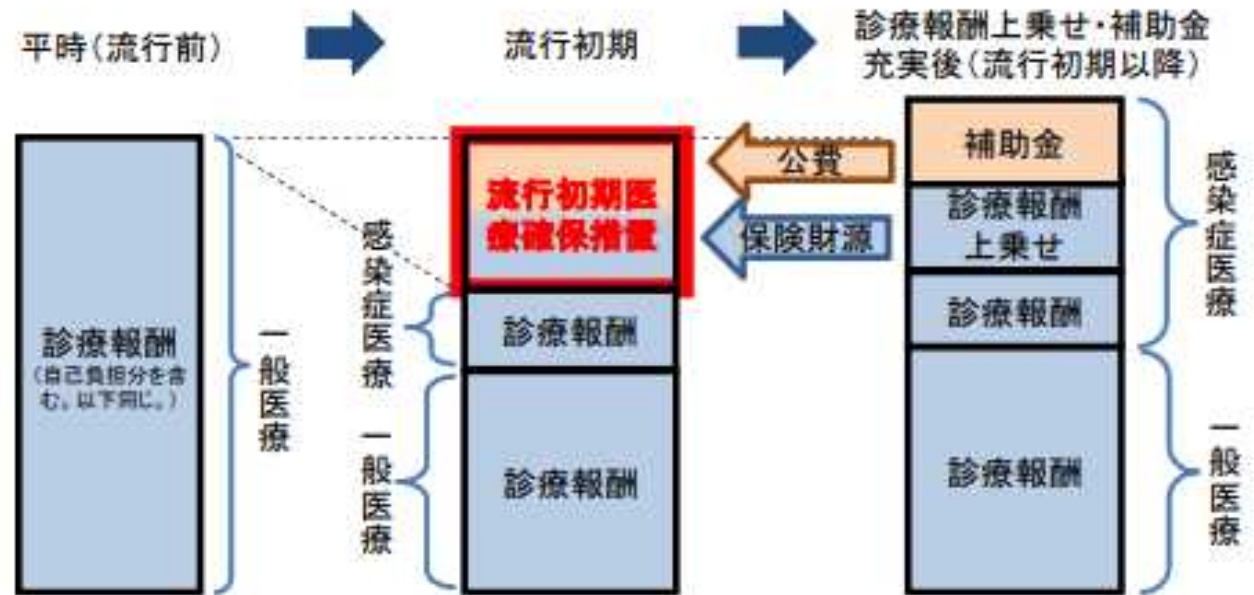 平時（流行前）
流行初期
診療報酬上乗せ・補助金
充実後（流行初期以降）
診療報酬
（自己負担分を含
む。以下同じ。）
一般医療
流行初期医
療確保措置
診療報酬
診療報酬
感染症医療
一般医療
公費
保険財源
補助金
診療報酬
上乗せ
診療報酬
診療報酬
感染症医療
一般医療